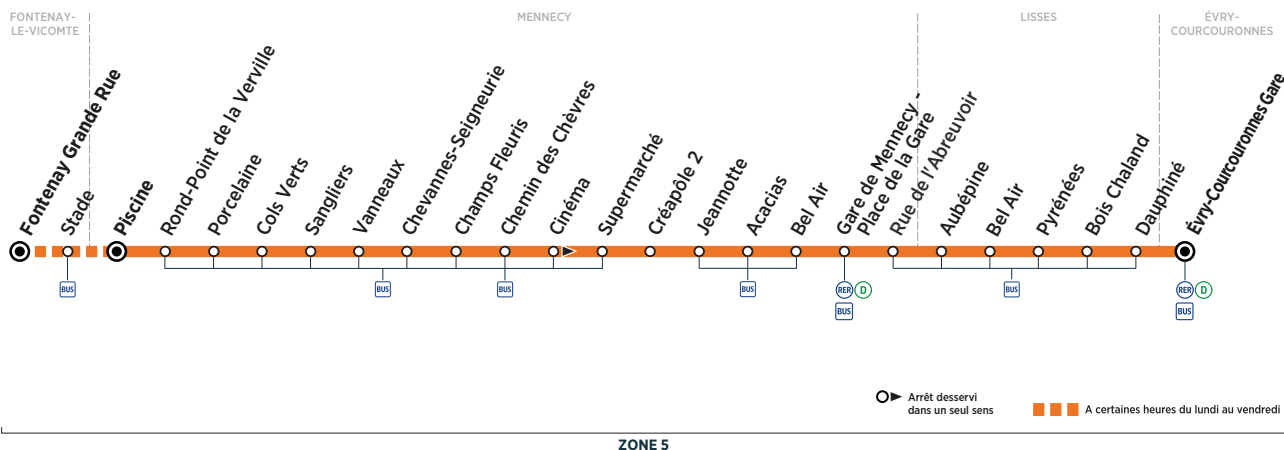 FONTENAY-
LE-VICOMTE
MENNECY
LISSES
ÉVRY-
COURCOURONNES
Fontenay Grande Rue
Stade
Piscine
Rond-Point de la Verville
Porcelaine
Cols Verts
Sangliers
Vanneaux
Chevannes-Seigneurie
Champs Fleuris
Chemin des Chèvres
Cinéma
Supermarché
Créapôle 2
Jeannotte
Acacias
Bel Air
Gare de Mennecy -
Place de la Gare
Rue de l'Abreuvoir
Aubépine
Bel Air
Pyrénées
Bois Chaland
Dauphiné
Évry-Courcouronnes Gare
BUS
BUS
BUS
BUS
RER D
BUS
BUS
RER D
BUS
Arrêt desservi
dans un seul sens
A certaines heures du lundi au vendredi
ZONE 5